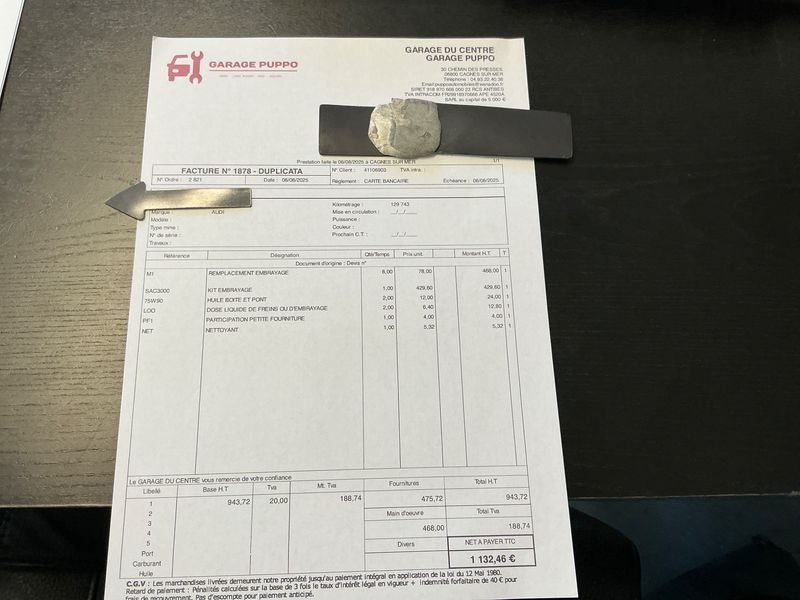 GARAGE PUPPO
GARAGE DU CENTRE
GARAGE PUPPO
30 CHEMIN DES PRESSES
06800 CAGNES SUR MER
Téléphone : 04.93.22.40.38
Email:puppoautomobiles@wanadoo.fr
SIRET 918 970 668 000 23 RCS ANTIBES
TVA INTRACOM FR29918970668 APE 4520A
SARL au capital de 5 000 €
Prestation faite le 06/08/2025 à CAGNES SUR MER
1/1
FACTURE N° 1878 - DUPLICATA
N° Ordre : 2 821
Date : 06/08/2025
N° Client : 41106903
TVA intra :
Règlement : CARTE BANCAIRE
Echéance : 06/08/2025
Marque : AUDI
Modèle :
Type mine :
N° de série :
Travaux :
Kilométrage : 129 743
Mise en circulation : __/__/____
Puissance :
Couleur :
Prochain C.T. : __/__/____
Référence Désignation Qté/Temps Prix unit. Montant H.T T
Document d'origine : Devis n°
M1 REMPLACEMENT EMBRAYAGE 6,00 78,00 468,00 1
SAC3000 KIT EMBRAYAGE 1,00 429,60 429,60 1
75W90 HUILE BOITE ET PONT 2,00 12,00 24,00 1
LOO DOSE LIQUIDE DE FREINS OU D'EMBRAYAGE 2,00 6,40 12,80 1
PF1 PARTICIPATION PETITE FOURNITURE 1,00 4,00 4,00 1
NET NETTOYANT 1,00 5,32 5,32 1
Le GARAGE DU CENTRE vous remercie de votre confiance
Libellé Base H.T Tva Mt. Tva Fournitures Total H.T
1 943,72 20,00 188,74 475,72 943,72
2 Main d'oeuvre Total Tva
3 468,00 188,74
4
5 Divers NET A PAYER TTC
Port
Carburant 1 132,46 €
Huile
C.G.V : Les marchandises livrées demeurent notre propriété jusqu'au paiement intégral en application de la loi du 12 Mai 1980.
Retard de paiement : Pénalités calculées sur la base de 3 fois le taux d'intérêt légal en vigueur + indemnité forfaitaire de 40 € pour
frais de recouvrement. Pas d'escompte pour paiement anticipé.